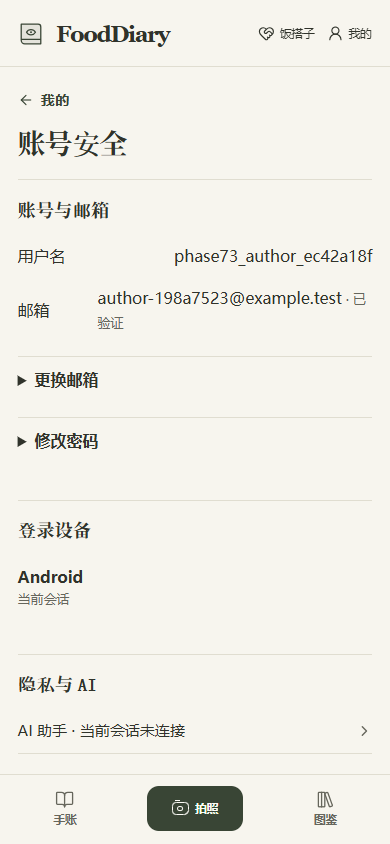 FoodDiary
饭搭子
我的
我的
账号安全
账号与邮箱
用户名
phase73_author_ec42a18f
邮箱
author-198a7523@example.test · 已
验证
更换邮箱
修改密码
登录设备
Android
当前会话
隐私与 AI
AI 助手 · 当前会话未连接
手账
拍照
图鉴